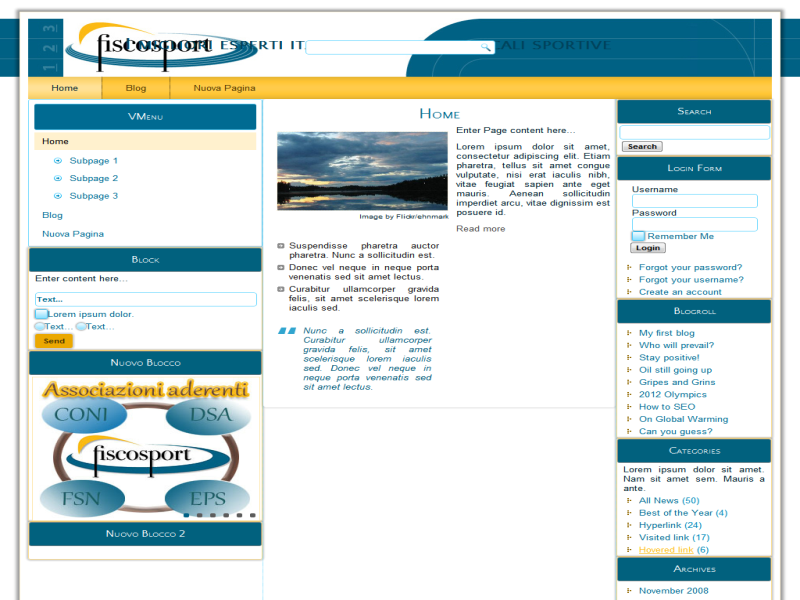 1 2 3
fiscosport
MIGLIORI ESPERTI IT
CALI SPORTIVE
Home
Blog
Nuova Pagina
VMenu
Home
Subpage 1
Subpage 2
Subpage 3
Blog
Nuova Pagina
Block
Enter content here...
Text...
Lorem ipsum dolor.
Text... Text...
Send
Nuovo Blocco
Associazioni aderenti
CONI
DSA
fiscosport
FSN
EPS
Nuovo Blocco 2
Home
Image by Flickr/ehnmark
Suspendisse pharetra auctor
pharetra. Nunc a sollicitudin est.
Donec vel neque in neque porta
venenatis sed sit amet lectus.
Curabitur ullamcorper gravida
felis, sit amet scelerisque lorem
iaculis sed.
Nunc a sollicitudin est.
Curabitur ullamcorper
gravida felis, sit amet
scelerisque lorem iaculis
sed. Donec vel neque in
neque porta venenatis sed
sit amet lectus.
Enter Page content here...
Lorem ipsum dolor sit amet,
consectetur adipiscing elit. Etiam
pharetra, tellus sit amet congue
vulputate, nisi erat iaculis nibh,
vitae feugiat sapien ante eget
mauris. Aenean sollicitudin
imperdiet arcu, vitae dignissim est
posuere id.
Read more
Search
Search
Login Form
Username
Password
Remember Me
Login
Forgot your password?
Forgot your username?
Create an account
Blogroll
My first blog
Who will prevail?
Stay positive!
Oil still going up
Gripes and Grins
2012 Olympics
How to SEO
On Global Warming
Can you guess?
Categories
Lorem ipsum dolor sit amet.
Nam sit amet sem. Mauris a
ante.
All News (50)
Best of the Year (4)
Hyperlink (24)
Visited link (17)
Hovered link (6)
Archives
November 2008